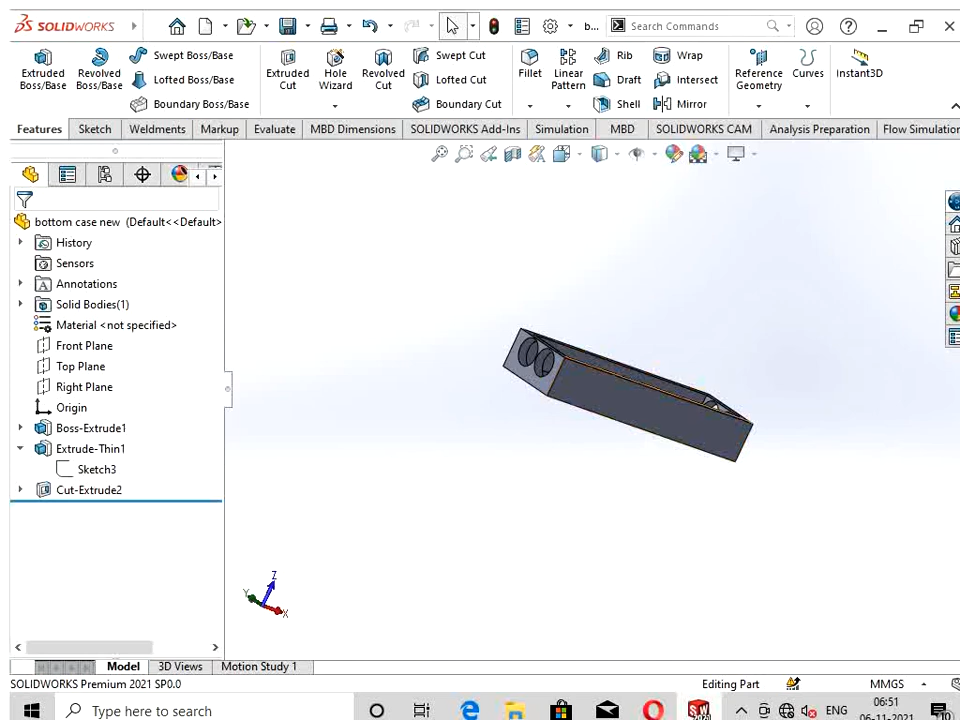 SOLIDWORKS
b...
Search Commands
Extruded Boss/Base
Revolved Boss/Base
Swept Boss/Base
Lofted Boss/Base
Boundary Boss/Base
Extruded Cut
Hole Wizard
Revolved Cut
Swept Cut
Lofted Cut
Boundary Cut
Fillet
Linear Pattern
Rib
Draft
Shell
Wrap
Intersect
Mirror
Reference Geometry
Curves
Instant3D
Features
Sketch
Weldments
Markup
Evaluate
MBD Dimensions
SOLIDWORKS Add-Ins
Simulation
MBD
SOLIDWORKS CAM
Analysis Preparation
Flow Simulation
bottom case new (Default<<Default>
History
Sensors
Annotations
Solid Bodies(1)
Material <not specified>
Front Plane
Top Plane
Right Plane
Origin
Boss-Extrude1
Extrude-Thin1
Sketch3
Cut-Extrude2
Z
Y
X
Model
3D Views
Motion Study 1
SOLIDWORKS Premium 2021 SP0.0
Editing Part
MMGS
Type here to search
ENG
06:51
06-11-2021
10